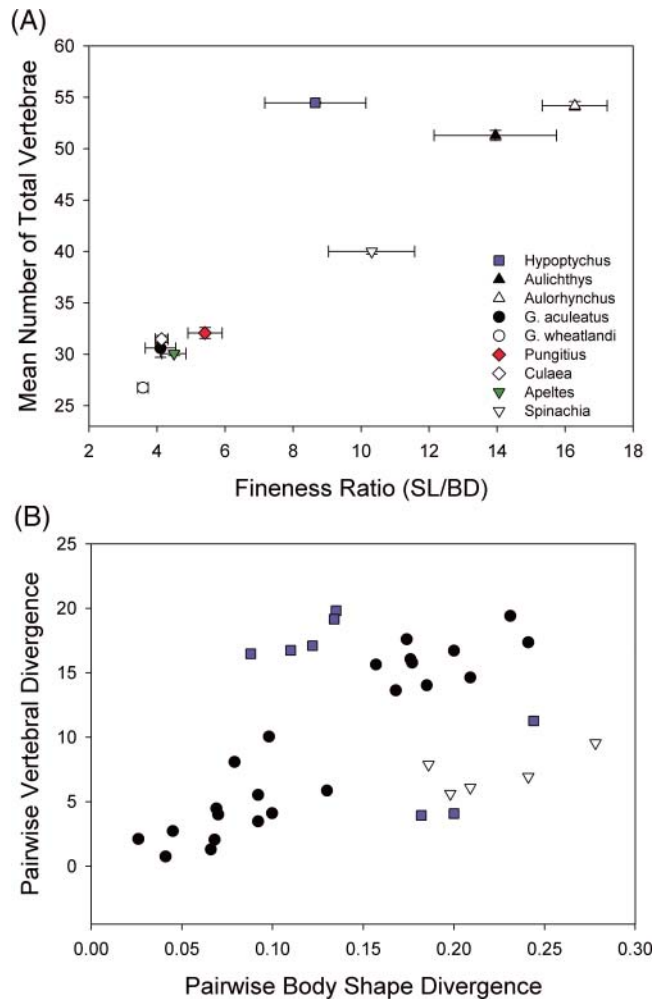 (A)
Mean Number of Total Vertebrae
60
55
50
45
40
35
30
25
Hypoptychus
Aulichthys
Aulorhynchus
G. aculeatus
G. wheatlandi
Pungitius
Culaea
Apeltes
Spinachia
2 4 6 8 10 12 14 16 18
Fineness Ratio (SL/BD)
(B)
Pairwise Vertebral Divergence
25
20
15
10
5
0
0.00 0.05 0.10 0.15 0.20 0.25 0.30
Pairwise Body Shape Divergence